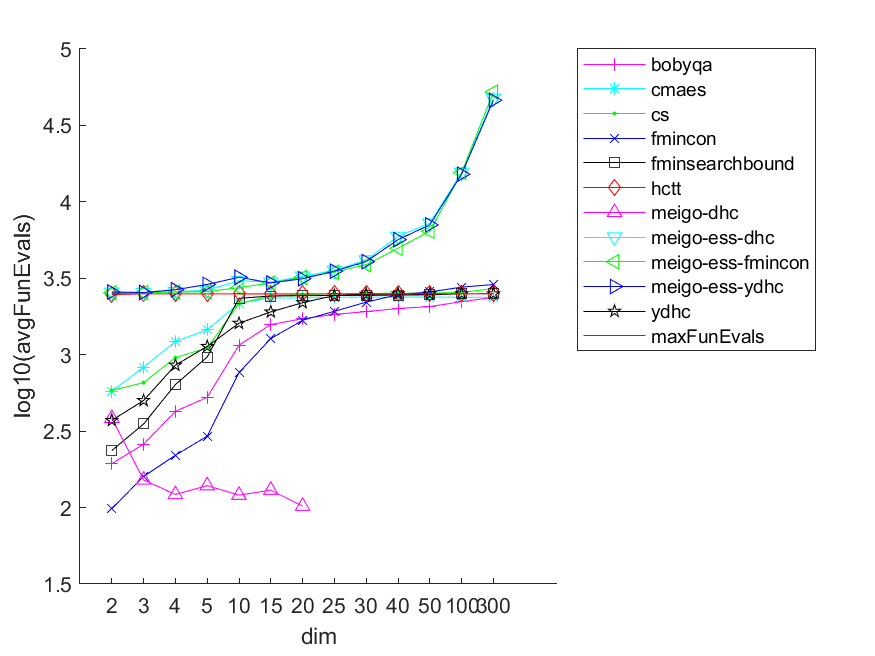 5
4.5
4
3.5
3
2.5
2
1.5
log10(avgFunEvals)
2 3 4 5 10 15 20 25 30 40 50 100 300
dim
bobyqa
cmaes
cs
fmincon
fminsearchbound
hctt
meigo-dhc
meigo-ess-dhc
meigo-ess-fmincon
meigo-ess-ydhc
ydhc
maxFunEvals